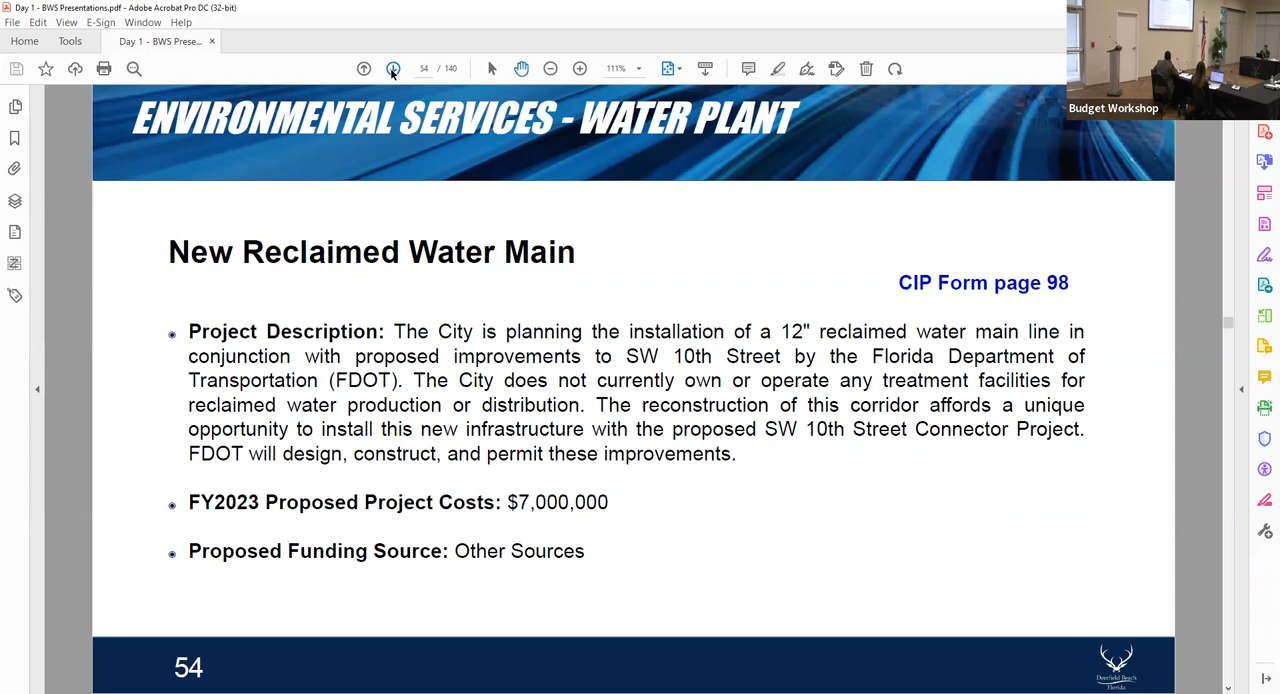 Day 1 - BWS Presentations.pdf - Adobe Acrobat Pro DC (32-bit)
File Edit View E-Sign Window Help
Home Tools Day 1 - BWS Prese... ×
54 / 140 111%
Budget Workshop
ENVIRONMENTAL SERVICES - WATER PLANT
New Reclaimed Water Main
CIP Form page 98
Project Description: The City is planning the installation of a 12" reclaimed water main line in
conjunction with proposed improvements to SW 10th Street by the Florida Department of
Transportation (FDOT). The City does not currently own or operate any treatment facilities for
reclaimed water production or distribution. The reconstruction of this corridor affords a unique
opportunity to install this new infrastructure with the proposed SW 10th Street Connector Project.
FDOT will design, construct, and permit these improvements.
FY2023 Proposed Project Costs: $7,000,000
Proposed Funding Source: Other Sources
54
Deerfield Beach
Florida